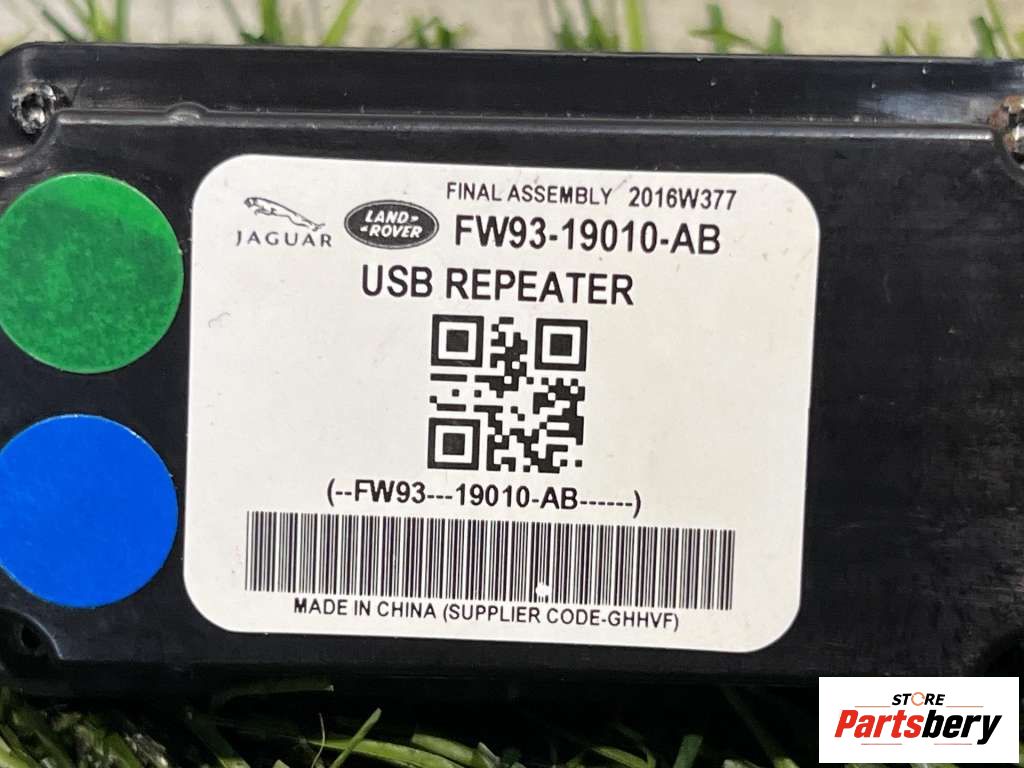 FINAL ASSEMBLY 2016W377
JAGUAR
LAND-
-ROVER
FW93-19010-AB
USB REPEATER
(--FW93---19010-AB------)
MADE IN CHINA (SUPPLIER CODE-GHHVF)
STORE
Partsbery